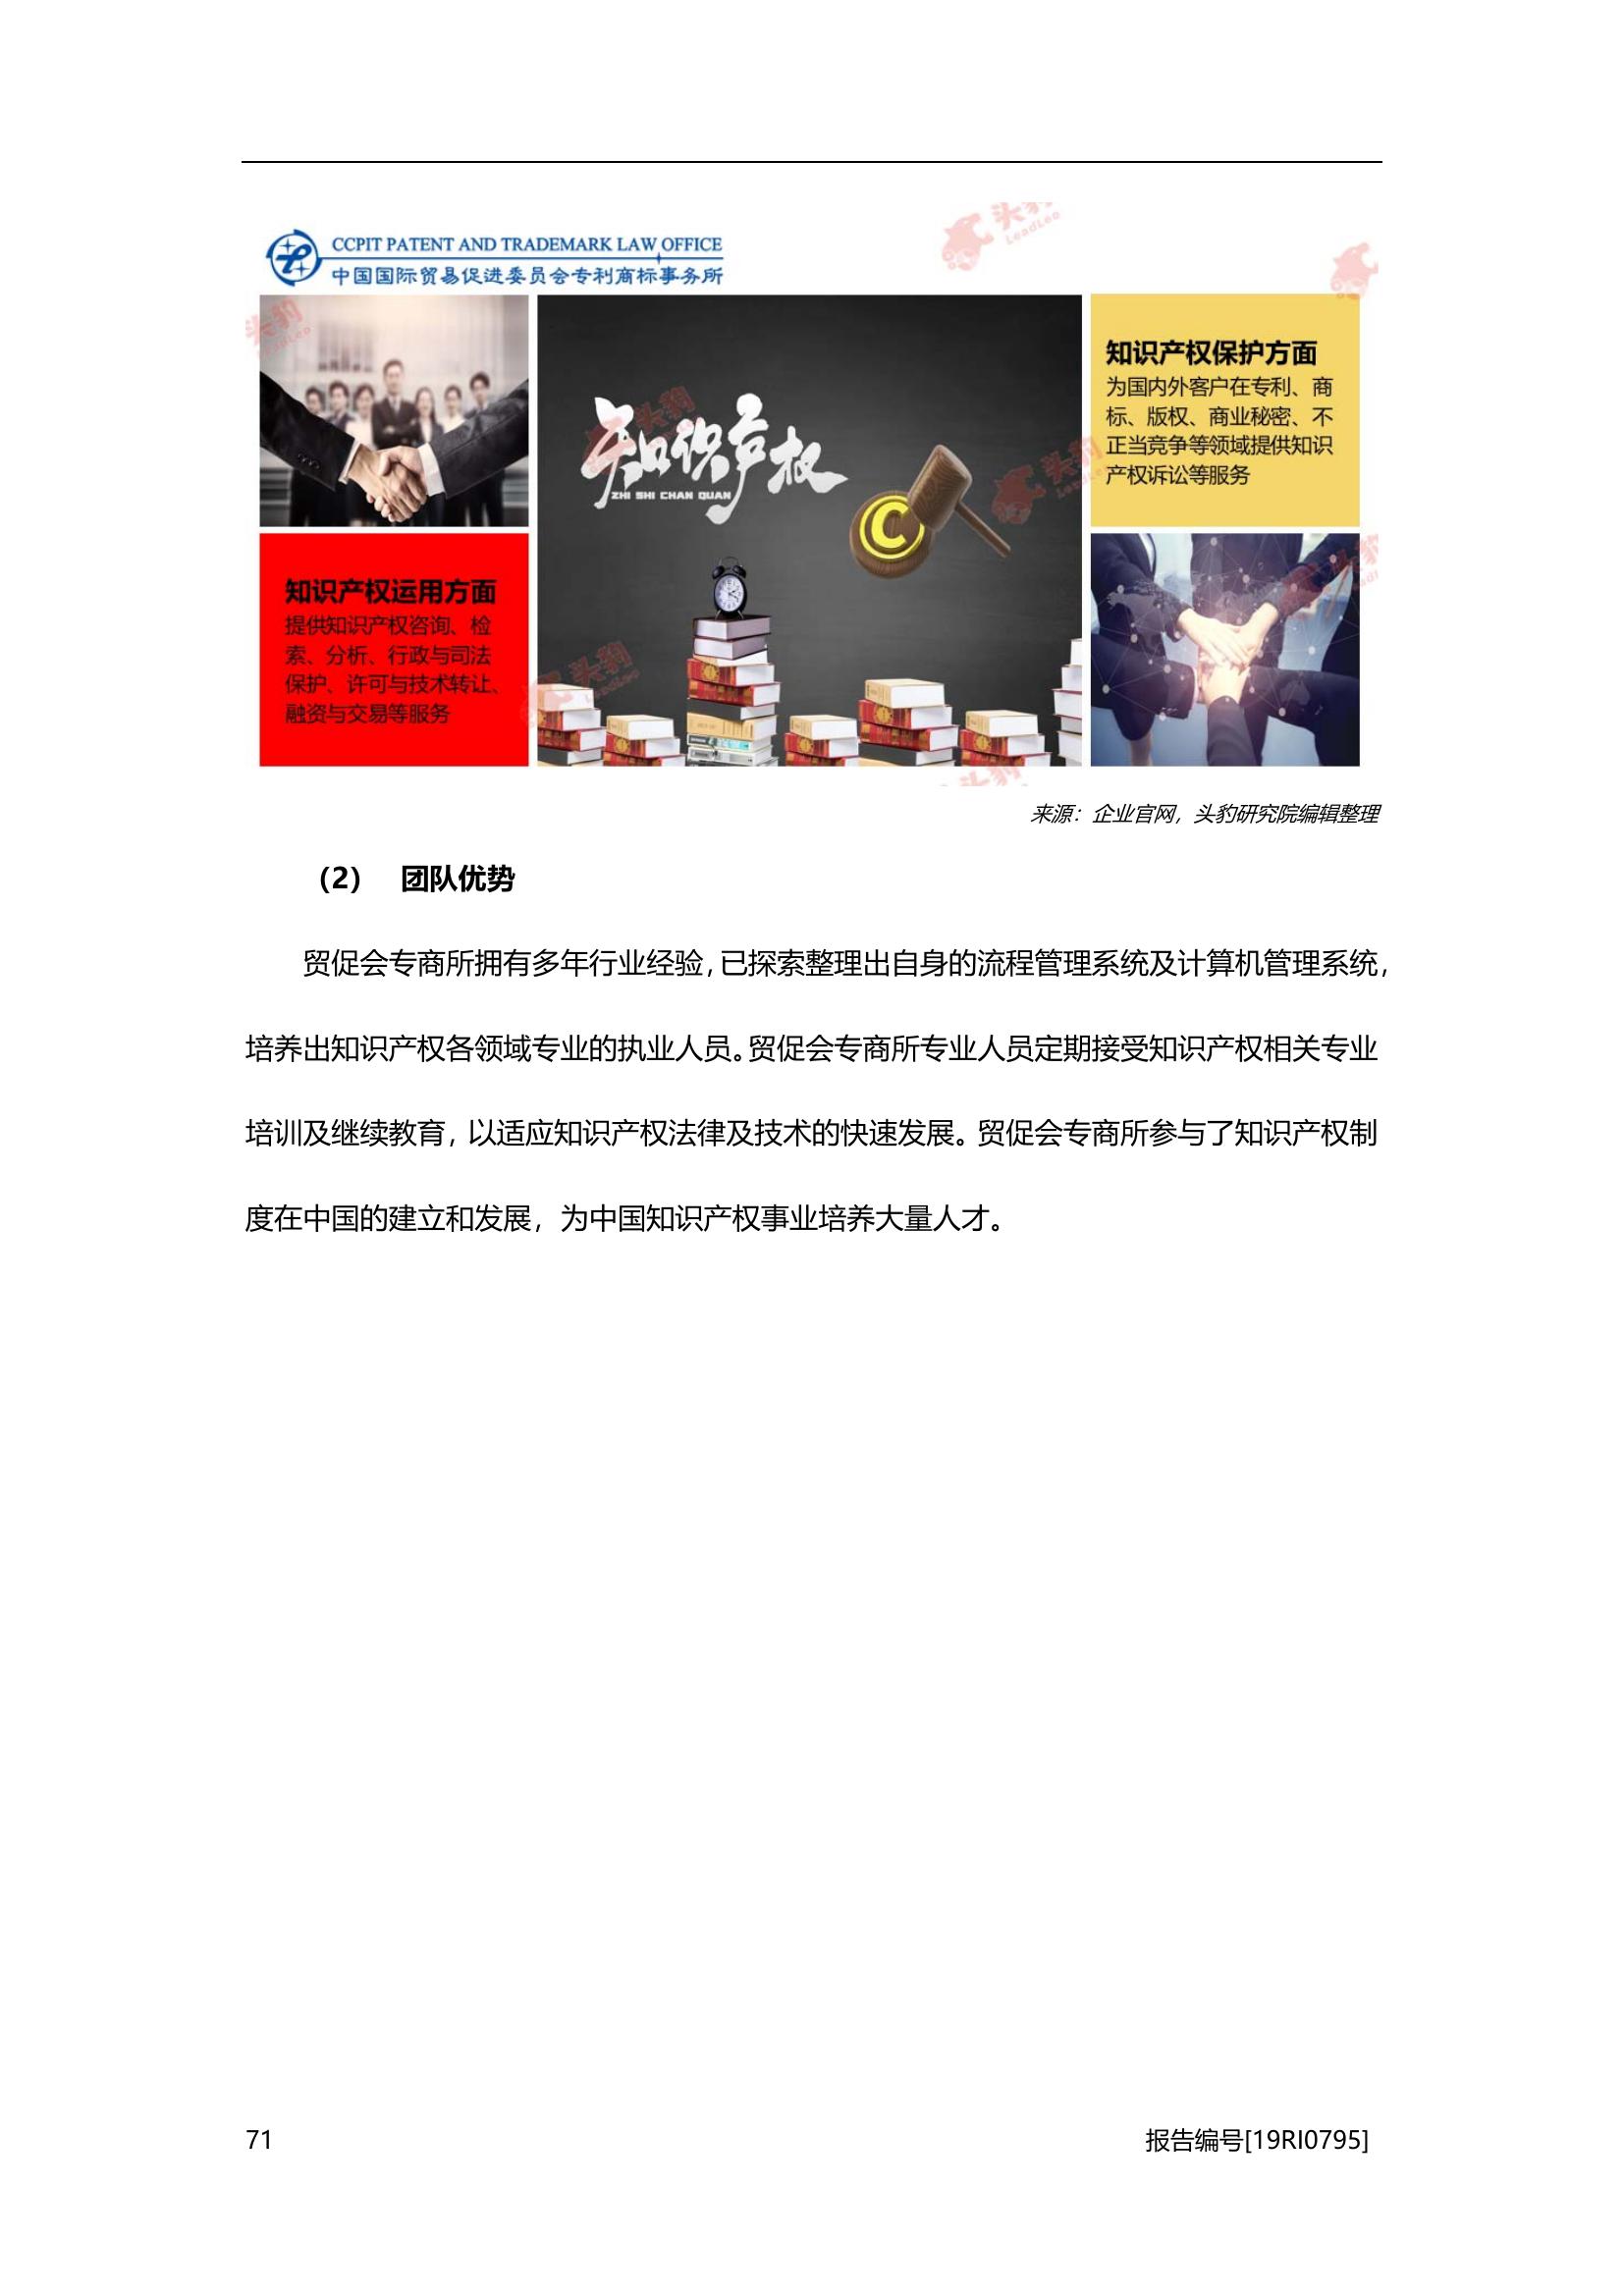 CCPIT PATENT AND TRADEMARK LAW OFFICE
中国国际贸易促进委员会专利商标事务所
头豹
LeadLeo
知识产权
ZHI SHI CHAN QUAN
C
知识产权保护方面
为国内外客户在专利、商
标、版权、商业秘密、不
正当竞争等领域提供知识
产权诉讼等服务
知识产权运用方面
提供知识产权咨询、检
索、分析、行政与司法
保护、许可与技术转让、
融资与交易等服务
来源：企业官网，头豹研究院编辑整理
（2） 团队优势
贸促会专商所拥有多年行业经验，已探索整理出自身的流程管理系统及计算机管理系统，
培养出知识产权各领域专业的执业人员。贸促会专商所专业人员定期接受知识产权相关专业
培训及继续教育，以适应知识产权法律及技术的快速发展。贸促会专商所参与了知识产权制
度在中国的建立和发展，为中国知识产权事业培养大量人才。
71
报告编号[19RI0795]